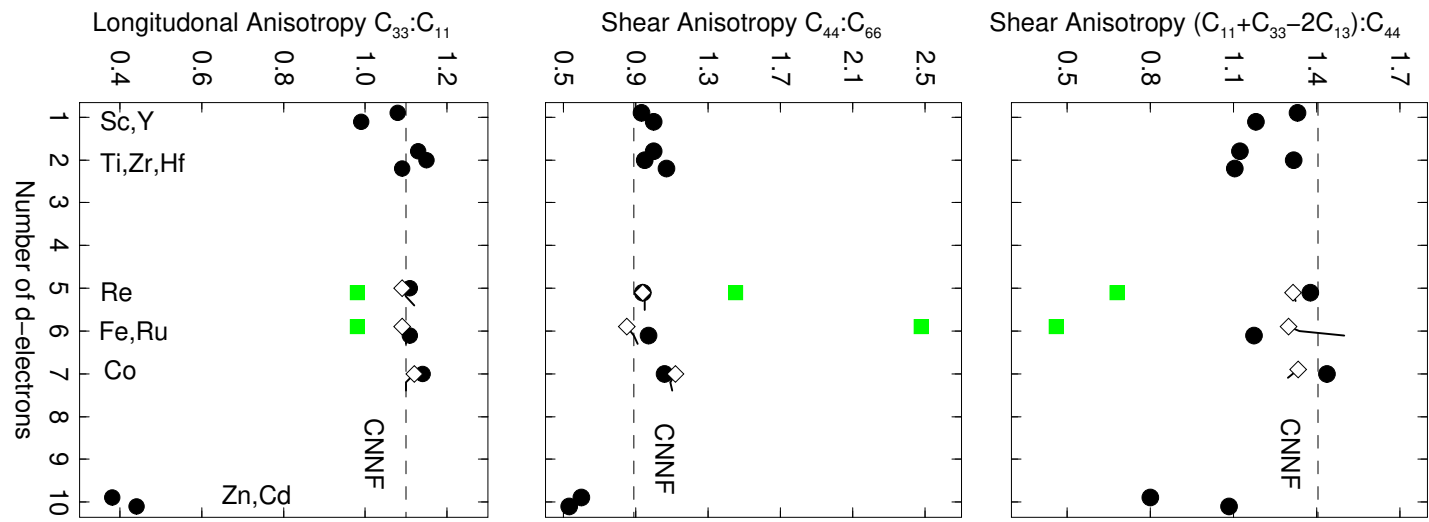 Longitudonal Anisotropy C33:C11
0.4 0.6 0.8 1.0 1.2
Number of d−electrons
1 2 3 4 5 6 7 8 9 10
Sc,Y
Ti,Zr,Hf
Re
Fe,Ru
Co
Zn,Cd
CNNF
Shear Anisotropy C44:C66
0.5 0.9 1.3 1.7 2.1 2.5
CNNF
Shear Anisotropy (C11+C33−2C13):C44
0.5 0.8 1.1 1.4 1.7
CNNF